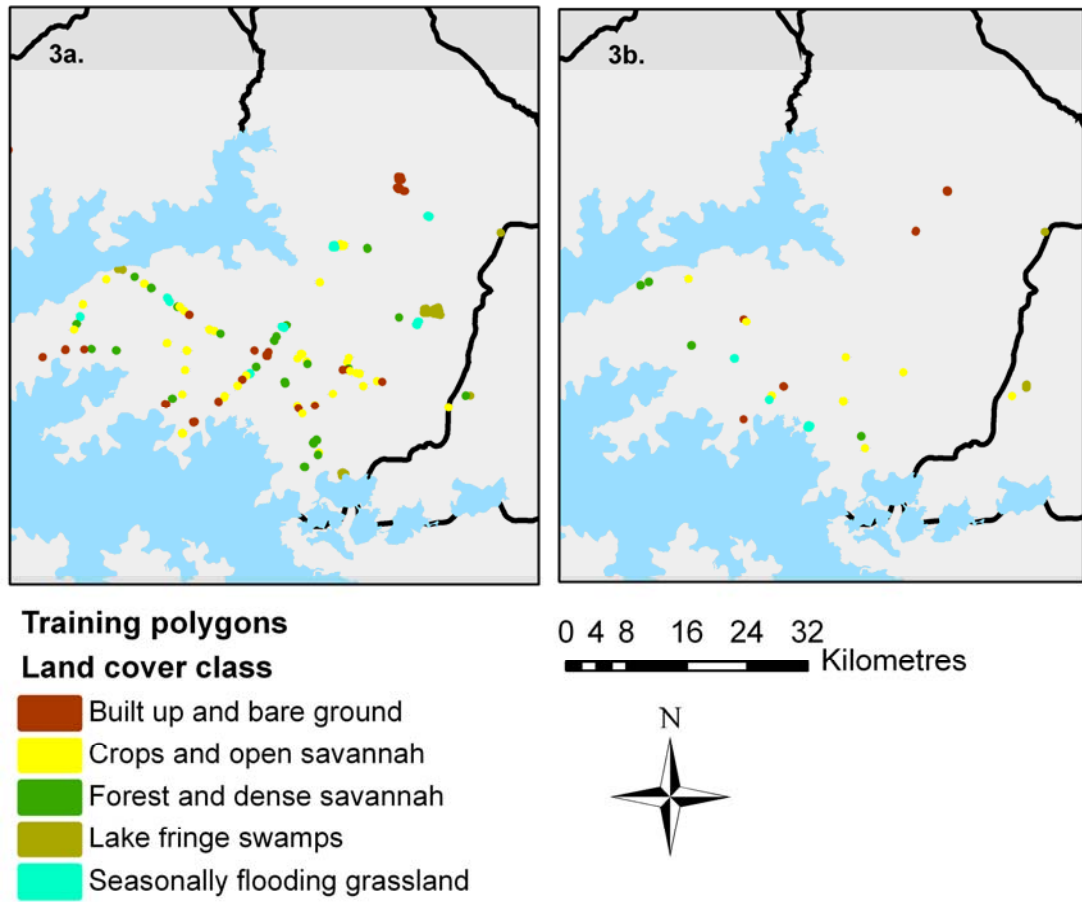 3a.
3b.
Training polygons
Land cover class
Built up and bare ground
Crops and open savannah
Forest and dense savannah
Lake fringe swamps
Seasonally flooding grassland
0 4 8 16 24 32
Kilometres
N